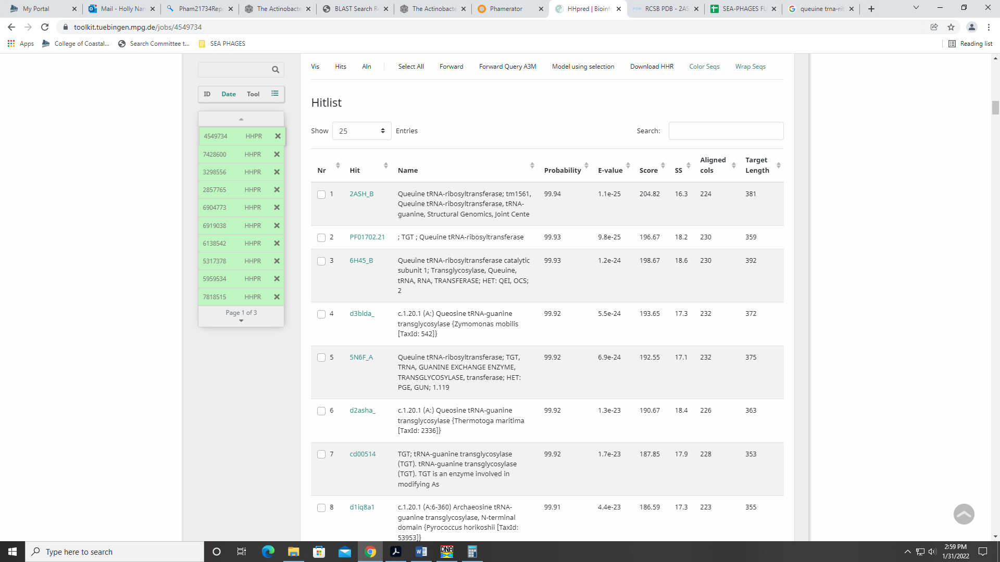 My Portal
Mail - Holly Nan
Pham21734Repo
The Actinobacte
BLAST Search Re
The Actinobacte
Phamerator
HHpred | Bioinfo
RCSB PDB - 2AS
SEA-PHAGES FU
queuine trna-rib
toolkit.tuebingen.mpg.de/jobs/4549734
Apps
College of Coastal...
Search Committee t...
SEA PHAGES
Reading list
Vis
Hits
Aln
Select All
Forward
Forward Query A3M
Model using selection
Download HHR
Color Seqs
Wrap Seqs
ID Date Tool
4549734 HHPR
7428600 HHPR
3298556 HHPR
2857765 HHPR
6904773 HHPR
6919038 HHPR
6138542 HHPR
5317378 HHPR
5959534 HHPR
7818515 HHPR
Page 1 of 3
Hitlist
Show 25 Entries
Search:
Nr Hit Name Probability E-value Score SS Aligned cols Target Length
1 2ASH_B Queuine tRNA-ribosyltransferase; tm1561, 99.94 1.1e-25 204.82 16.3 224 381
Queuine tRNA-ribosyltransferase, tRNA-
guanine, Structural Genomics, Joint Cente
2 PF01702.21 ; TGT ; Queuine tRNA-ribosyltransferase 99.93 9.8e-25 196.67 18.2 230 359
3 6H45_B Queuine tRNA-ribosyltransferase catalytic 99.93 1.2e-24 198.67 18.6 230 392
subunit 1; Transglycosylase, Queuine,
tRNA, RNA, TRANSFERASE; HET: QEI, OCS;
2
4 d3blda_ c.1.20.1 (A:) Queosine tRNA-guanine 99.92 5.5e-24 193.65 17.3 232 372
transglycosylase {Zymomonas mobilis
[TaxId: 542]}
5 5N6F_A Queuine tRNA-ribosyltransferase; TGT, 99.92 6.9e-24 192.55 17.1 232 375
TRNA, GUANINE EXCHANGE ENZYME,
TRANSGLYCOSYLASE, transferase; HET:
PGE, GUN; 1.119
6 d2asha_ c.1.20.1 (A:) Queosine tRNA-guanine 99.92 1.3e-23 190.67 18.4 226 363
transglycosylase {Thermotoga maritima
[TaxId: 2336]}
7 cd00514 TGT; tRNA-guanine transglycosylase 99.92 1.7e-23 187.85 17.9 228 353
(TGT). tRNA-guanine transglycosylase
(TGT). TGT is an enzyme involved in
modifying As
8 d1iq8a1 c.1.20.1 (A:6-360) Archaeosine tRNA- 99.91 4.4e-23 186.59 17.3 223 355
guanine transglycosylase, N-terminal
domain {Pyrococcus horikoshii [TaxId:
53953]}
Type here to search
DNA
2:59 PM
1/31/2022